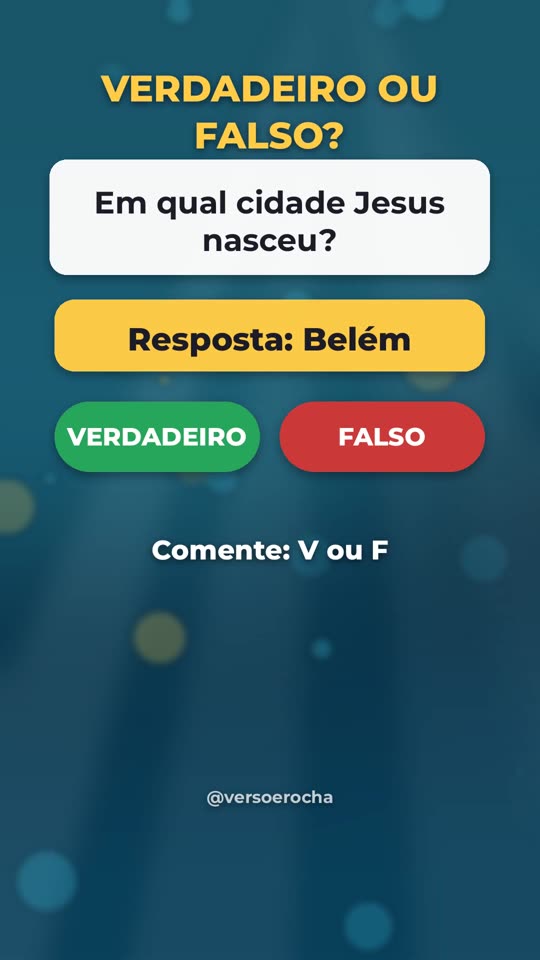 VERDADEIRO OU
FALSO?
Em qual cidade Jesus
nasceu?
Resposta: Belém
VERDADEIRO
FALSO
Comente: V ou F
@versoerocha